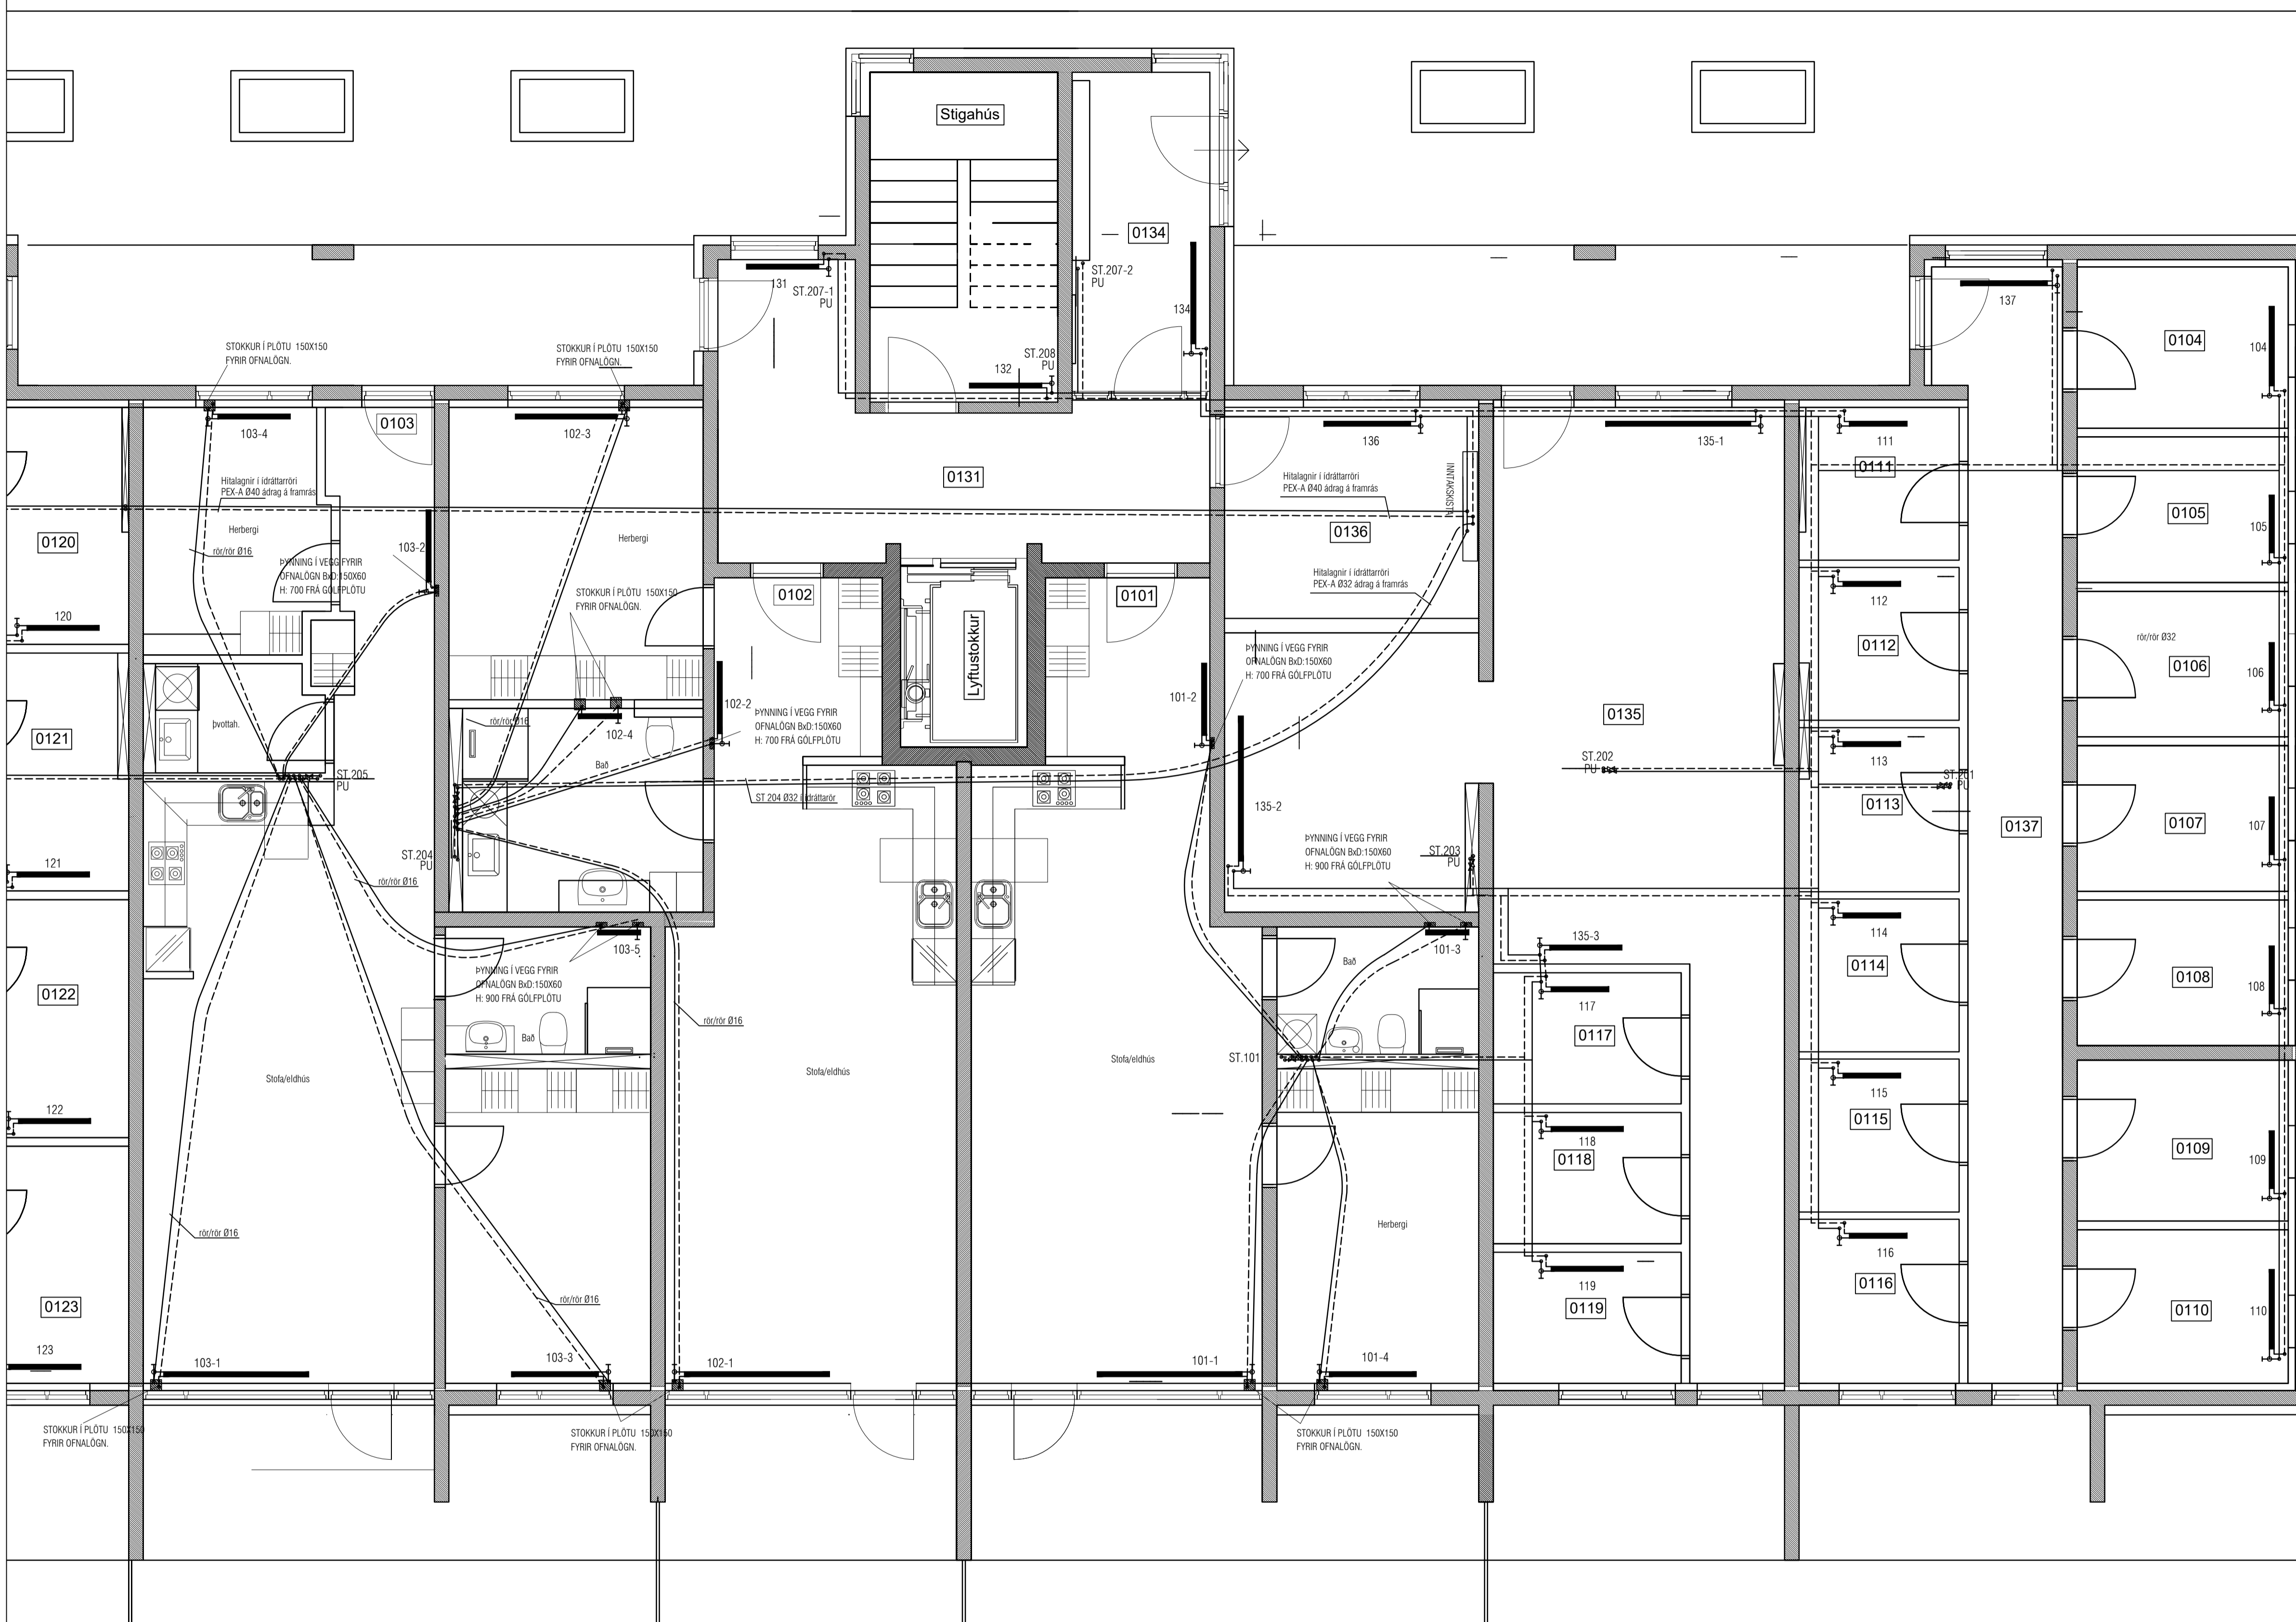 Stigahús
0134
ST.207-2
PU
131
ST.207-1
PU
134
137
0104
104
STOKKUR Í PLÖTU 150X150
FYRIR OFNALÖGN.
STOKKUR Í PLÖTU 150X150
FYRIR OFNALÖGN.
ST.208
PU
132
103-4
0103
102-3
136
135-1
111
0111
0131
Hitalagnir í ídráttarröri
PEX-A Ø40 ádrag á framrás
Hitalagnir í ídráttarröri
PEX-A Ø40 ádrag á framrás
INNTAKSKISTA
0105
105
Herbergi
Herbergi
0136
0120
103-2
rör/rör Ø16
ÞYNNING Í VEGG FYRIR
OFNALÖGN BxD:150X60
H: 700 FRÁ GÓLFPLÖTU
Hitalagnir í ídráttarröri
PEX-A Ø32 ádrag á framrás
STOKKUR Í PLÖTU 150X150
FYRIR OFNALÖGN.
0102
0101
112
120
0112
rör/rör Ø32
0106
106
Lyftustokkur
ÞYNNING Í VEGG FYRIR
OFNALÖGN BxD:150X60
H: 700 FRÁ GÓLFPLÖTU
102-2
101-2
þvottah.
rör/rör Ø16
102-4
ÞYNNING Í VEGG FYRIR
OFNALÖGN BxD:150X60
H: 700 FRÁ GÓLFPLÖTU
0135
0121
Bað
113
ST.202
PU
ST.205
PU
ST.201
PU
ST 204 Ø32 í ídráttarör
135-2
0113
0137
0107
107
ÞYNNING Í VEGG FYRIR
OFNALÖGN BxD:150X60
H: 900 FRÁ GÓLFPLÖTU
ST.203
PU
ST.204
PU
121
rör/rör Ø16
103-5
101-3
135-3
114
0114
0108
108
ÞYNNING Í VEGG FYRIR
OFNALÖGN BxD:150X60
H: 900 FRÁ GÓLFPLÖTU
Bað
0122
117
rör/rör Ø16
0117
Bað
ST.101
Stofa/eldhús
Stofa/eldhús
Stofa/eldhús
115
0115
122
118
0118
0109
109
Herbergi
rör/rör Ø16
116
0116
119
0119
rör/rör Ø16
0123
0110
110
123
103-1
103-3
102-1
101-1
101-4
STOKKUR Í PLÖTU 150X150
FYRIR OFNALÖGN.
STOKKUR Í PLÖTU 150X150
FYRIR OFNALÖGN.
STOKKUR Í PLÖTU 150X150
FYRIR OFNALÖGN.